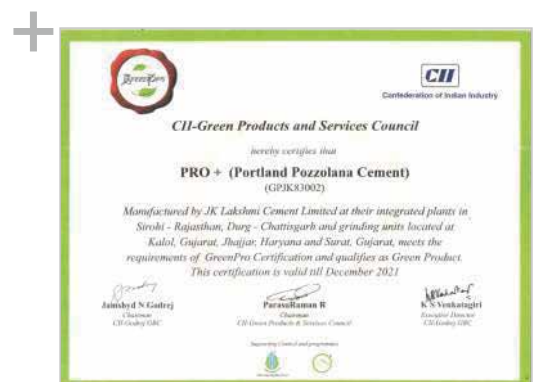 GreenPro
CII
Confederation of Indian Industry
CII-Green Products and Services Council
hereby certifies that
PRO + (Portland Pozzolana Cement)
(GPJK83002)
Manufactured by JK Lakshmi Cement Limited at their integrated plants in
Sirohi - Rajasthan, Durg - Chattisgarh and grinding units located at
Kalol, Gujarat, Jhajjar, Haryana and Surat, Gujarat, meets the
requirements of GreenPro Certification and qualifies as Green Product.
This certification is valid till December 2021
Jamshyd N Godrej
Chairman
CII-Godrej GBC
ParasuRaman R
Chairman
CII-Green Products & Services Council
K S Venkatagiri
Executive Director
CII-Godrej GBC